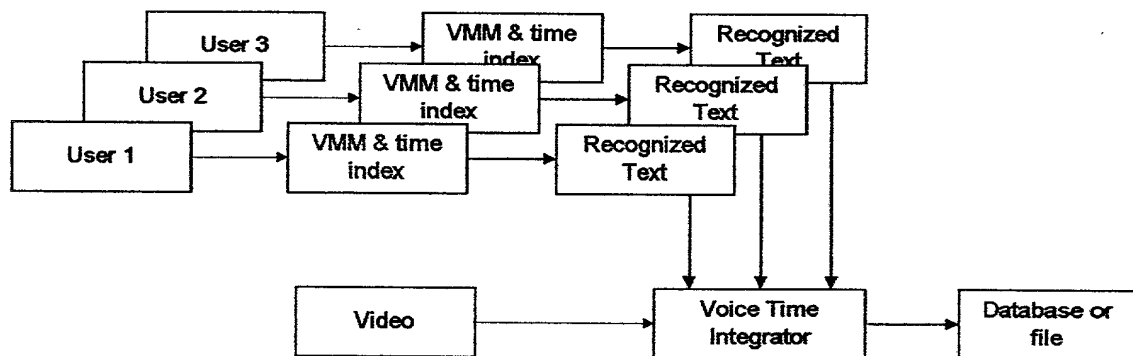 User 3
VMM & time
index
Recognized
Text
User 2
VMM & time
index
Recognized
Text
User 1
VMM & time
index
Recognized
Text
Video
Voice Time
Integrator
Database or
file